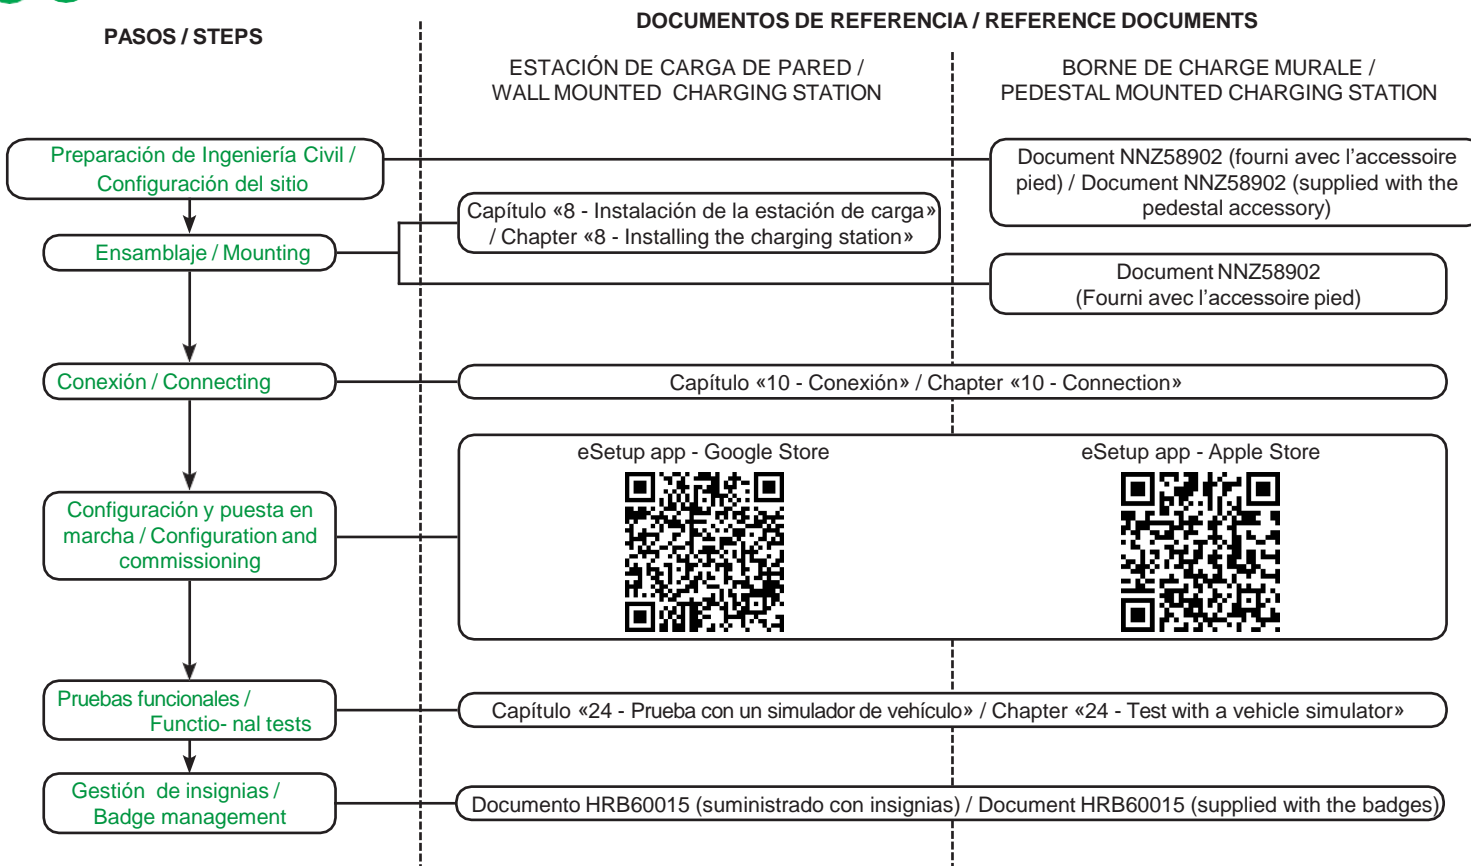 PASOS / STEPS
DOCUMENTOS DE REFERENCIA / REFERENCE DOCUMENTS
ESTACIÓN DE CARGA DE PARED /
WALL MOUNTED CHARGING STATION
BORNE DE CHARGE MURALE /
PEDESTAL MOUNTED CHARGING STATION
Preparación de Ingeniería Civil /
Configuración del sitio
Document NNZ58902 (fourni avec l’accessoire
pied) / Document NNZ58902 (supplied with the
pedestal accessory)
Ensamblaje / Mounting
Capítulo «8 - Instalación de la estación de carga»
/ Chapter «8 - Installing the charging station»
Document NNZ58902
(Fourni avec l’accessoire pied)
Conexión / Connecting
Capítulo «10 - Conexión» / Chapter «10 - Connection»
Configuración y puesta en
marcha / Configuration and
commissioning
eSetup app - Google Store
eSetup app - Apple Store
Pruebas funcionales /
Functio- nal tests
Capítulo «24 - Prueba con un simulador de vehículo» / Chapter «24 - Test with a vehicle simulator»
Gestión de insignias /
Badge management
Documento HRB60015 (suministrado con insignias) / Document HRB60015 (supplied with the badges)